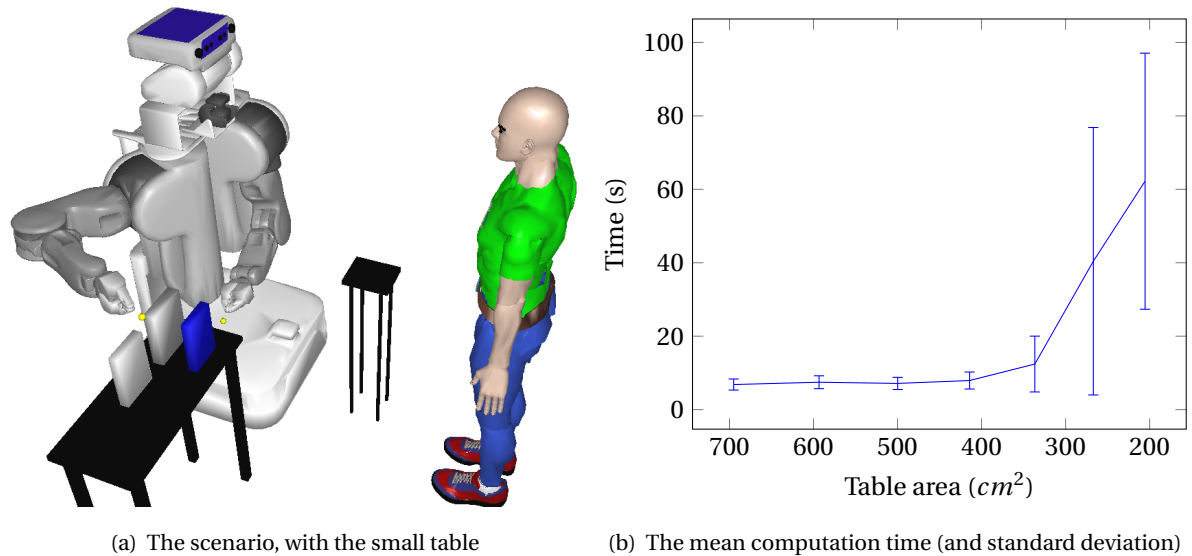 100
80
60
40
20
0
Time (s)
700 600 500 400 300 200
Table area (cm²)
(a) The scenario, with the small table
(b) The mean computation time (and standard deviation)